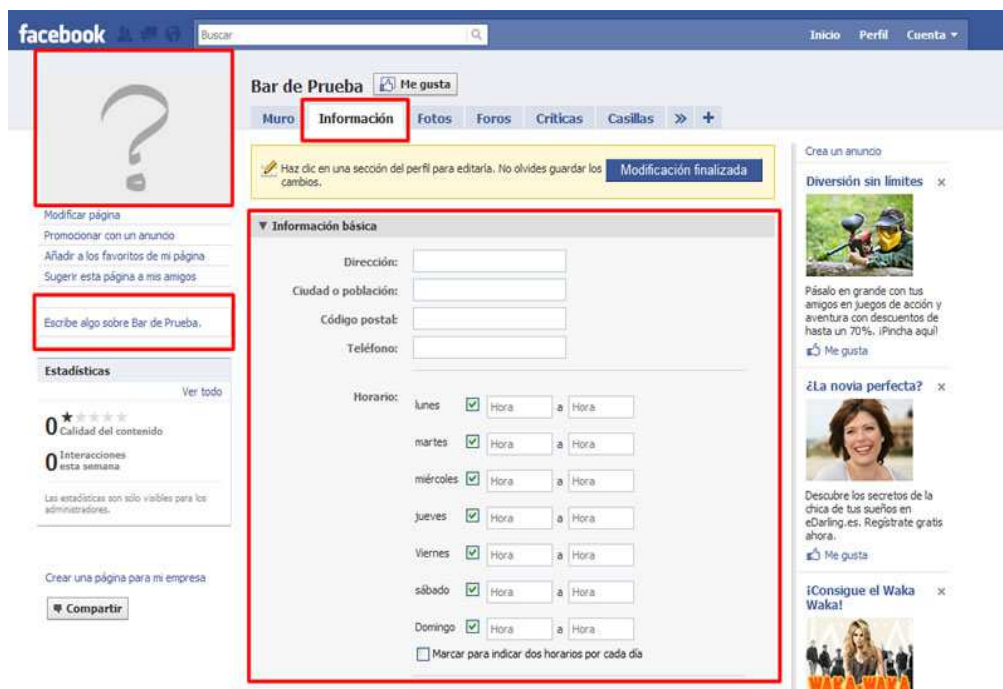 facebook
Buscar
Inicio Perfil Cuenta
Bar de Prueba
Me gusta
Muro Información Fotos Foros Críticas Casillas » +
Haz clic en una sección del perfil para editarla. No olvides guardar los
cambios.
Modificación finalizada
Modificar página
Promocionar con un anuncio
Añadir a los favoritos de mi página
Sugerir esta página a mis amigos
Escribe algo sobre Bar de Prueba.
Estadísticas
Ver todo
0 Calidad del contenido
0 Interacciones
esta semana
Las estadísticas son sólo visibles para los
administradores.
Crear una página para mi empresa
Compartir
Información básica
Dirección:
Ciudad o población:
Código postal:
Teléfono:
Horario:
lunes Hora a Hora
martes Hora a Hora
miércoles Hora a Hora
jueves Hora a Hora
Viernes Hora a Hora
sábado Hora a Hora
Domingo Hora a Hora
Marcar para indicar dos horarios por cada día
Crea un anuncio
Diversión sin límites ×
Pásalo en grande con tus
amigos en juegos de acción y
aventura con descuentos de
hasta un 70%. ¡Pincha aquí!
Me gusta
¿La novia perfecta? ×
Descubre los secretos de la
chica de tus sueños en
eDarling.es. Regístrate gratis
ahora.
Me gusta
¡Consigue el Waka ×
Waka!
WAKA-WAKA